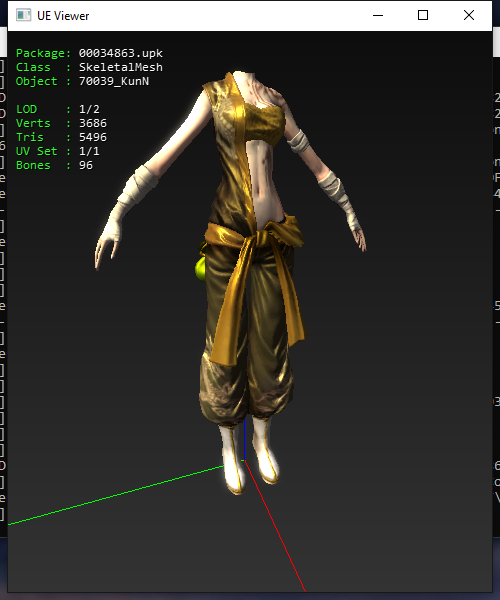 UE Viewer
Package: 00034863.upk
Class : SkeletalMesh
Object : 70039_KunN
LOD : 1/2
Verts : 3686
Tris : 5496
UV Set : 1/1
Bones : 96